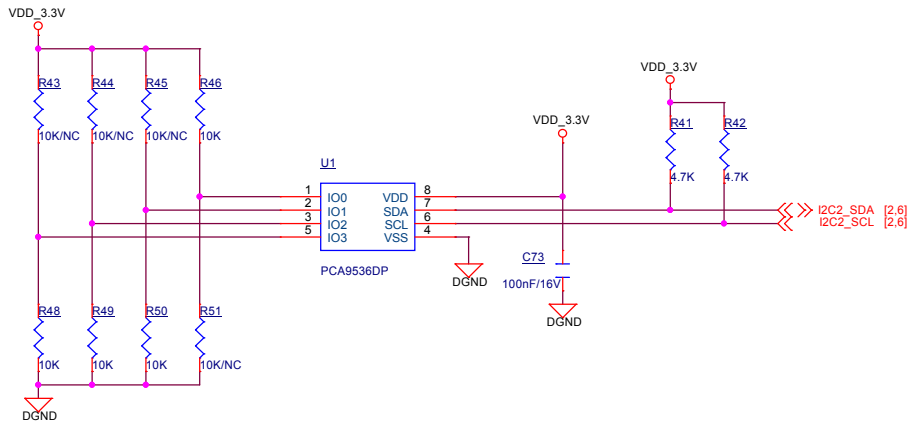 VDD_3.3V
R43 R44 R45 R46
10K/NC 10K/NC 10K/NC 10K
VDD_3.3V
R41 R42
4.7K 4.7K
VDD_3.3V
U1
1 IO0 VDD 8
2 IO1 SDA 7
3 IO2 SCL 6
5 IO3 VSS 4
PCA9536DP
I2C2_SDA [2,6]
I2C2_SCL [2,6]
DGND
C73
100nF/16V
DGND
R48 R49 R50 R51
10K 10K 10K 10K/NC
DGND